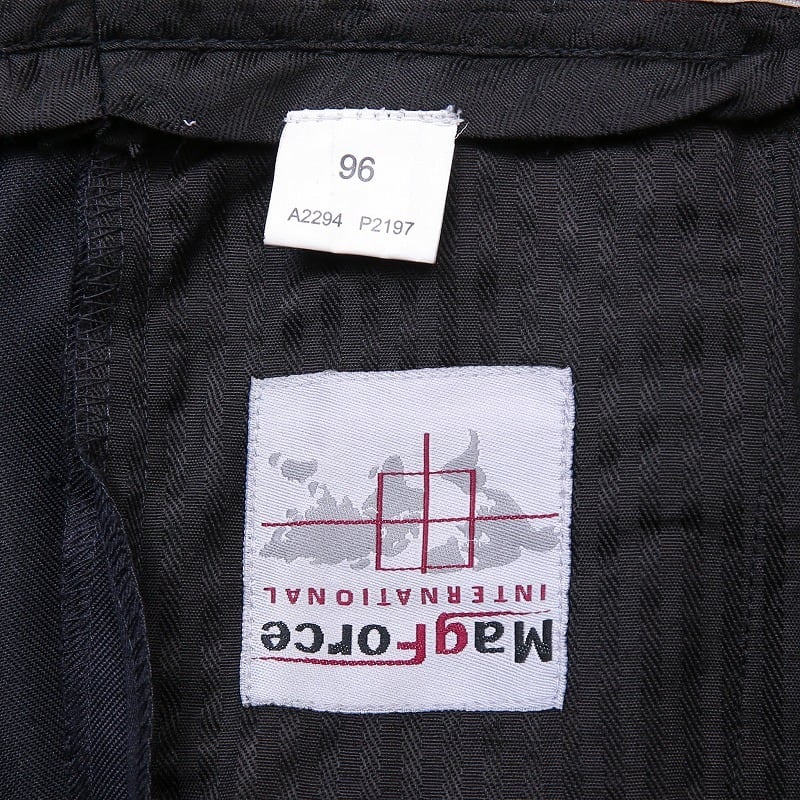 96
A2294 P2197
MagForce
INTERNATIONAL